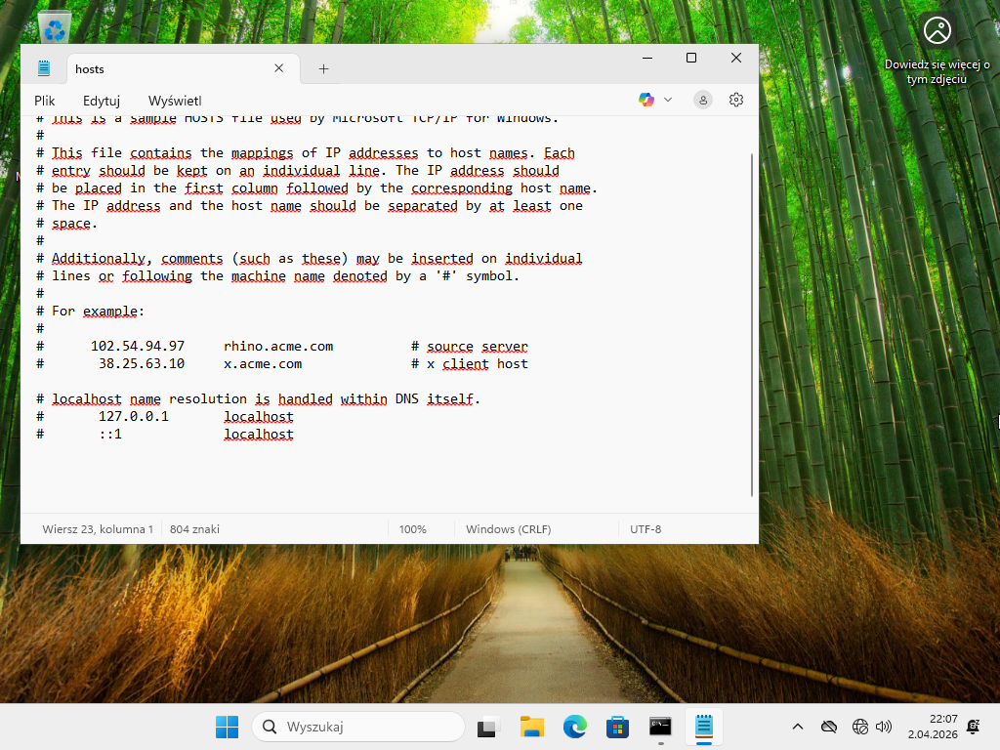 Dowiedz się więcej o
tym zdjęciu
hosts
Plik Edytuj Wyświetl
# This is a sample HOSTS file used by Microsoft TCP/IP for Windows.
#
# This file contains the mappings of IP addresses to host names. Each
# entry should be kept on an individual line. The IP address should
# be placed in the first column followed by the corresponding host name.
# The IP address and the host name should be separated by at least one
# space.
#
# Additionally, comments (such as these) may be inserted on individual
# lines or following the machine name denoted by a '#' symbol.
#
# For example:
#
#      102.54.94.97     rhino.acme.com          # source server
#       38.25.63.10     x.acme.com              # x client host
# localhost name resolution is handled within DNS itself.
#       127.0.0.1       localhost
#       ::1             localhost
Wiersz 23, kolumna 1 804 znaki 100% Windows (CRLF) UTF-8
Wyszukaj
22:07
2.04.2026